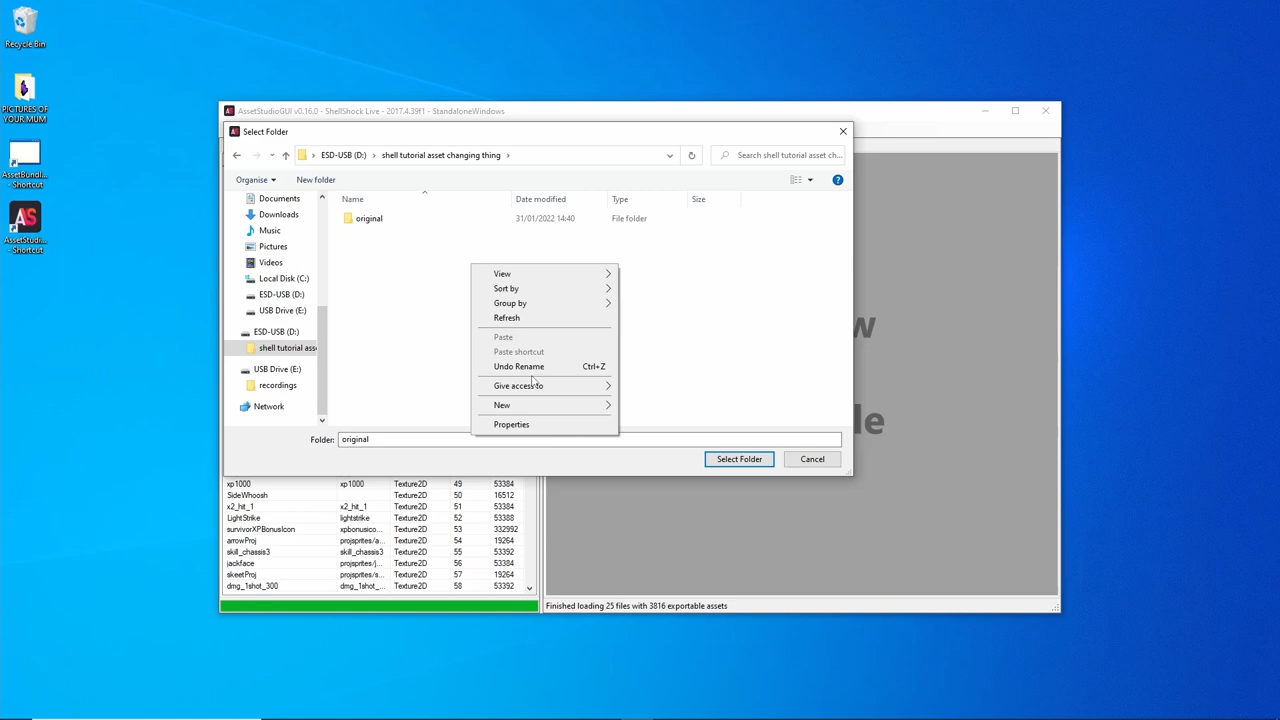 Recycle Bin
PICTURES OF
YOUR MUM
AssetBundl...
- Shortcut
AssetStudi...
- Shortcut
AssetStudioGUI v0.16.0 - ShellShock Live - 2017.4.39f1 - StandaloneWindows
Select Folder
ESD-USB (D:) shell tutorial asset changing thing
Search shell tutorial asset ch...
Organise New folder
Name Date modified Type Size
original 31/01/2022 14:40 File folder
Documents
Downloads
Music
Pictures
Videos
Local Disk (C:)
ESD-USB (D:)
USB Drive (E:)
ESD-USB (D:)
shell tutorial ass
USB Drive (E:)
recordings
Network
View
Sort by
Group by
Refresh
Paste
Paste shortcut
Undo Rename Ctrl+Z
Give access to
New
Properties
Folder: original
Select Folder Cancel
w
le
xp1000 xp1000 Texture2D 49 53384
SideWhoosh Texture2D 50 16512
x2_hit_1 x2_hit_1 Texture2D 51 53384
LightStrike lightstrike Texture2D 52 53388
survivorXPBonusIcon xpbonusico... Texture2D 53 332992
arrowProj projsprites/a... Texture2D 54 19264
skill_chassis3 skill_chassis3 Texture2D 55 53392
jackface projsprites/j... Texture2D 56 53384
skeetProj projsprites/s... Texture2D 57 19264
dmg_1shot_300 dmg_1shot_... Texture2D 58 53392
Finished loading 25 files with 3816 exportable assets